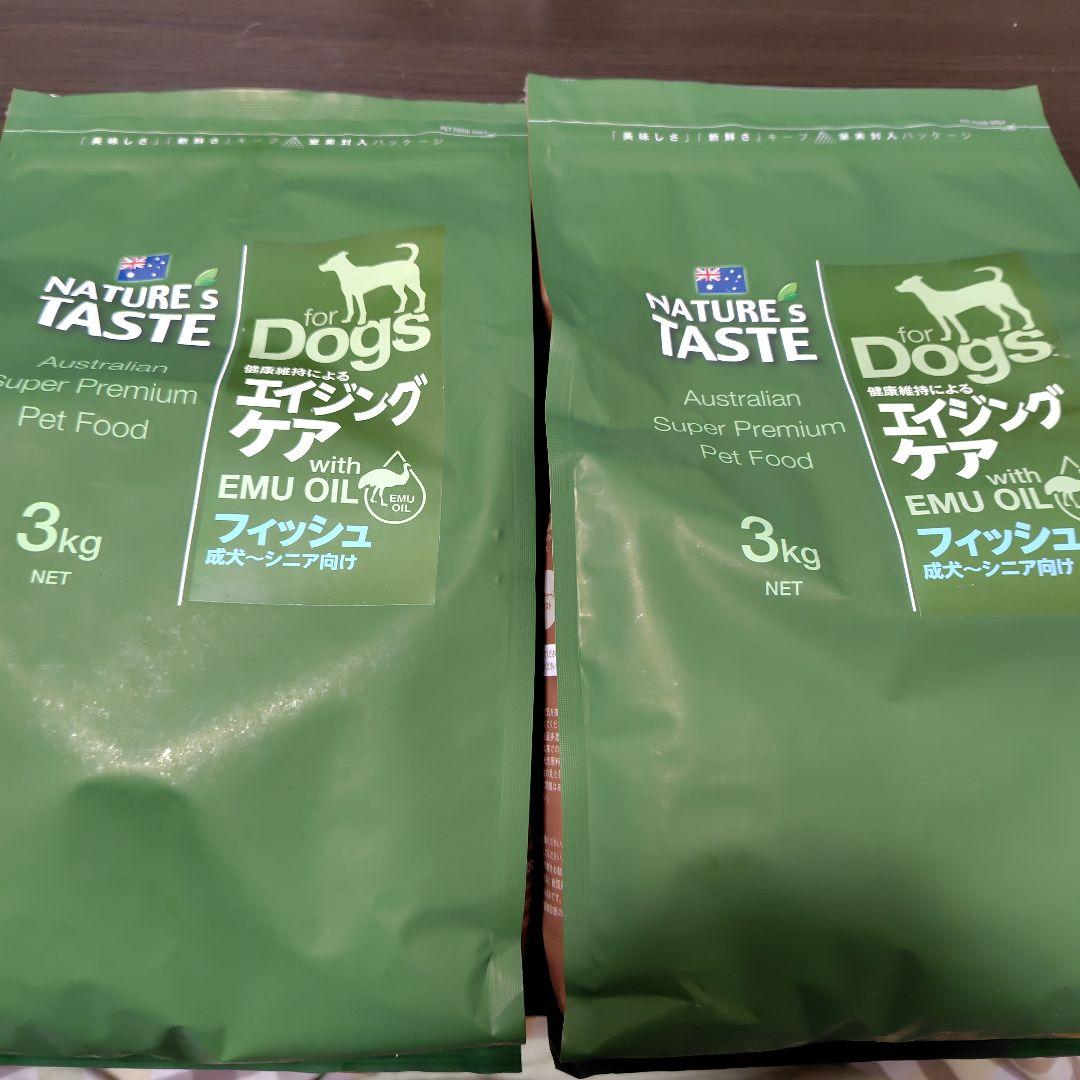 「美味しさ」「新鮮さ」キープ 窒素封入パッケージ
NATURE's
TASTE
Australian
Super Premium
Pet Food
3kg
NET
for
Dogs
健康維持による
エイジング
ケア
with
EMU OIL
EMU
OIL
フィッシュ
成犬〜シニア向け
「美味しさ」「新鮮さ」キープ 窒素封入パッケージ
NATURE's
TASTE
Australian
Super Premium
Pet Food
3kg
NET
for
Dogs
健康維持による
エイジング
ケア
with
EMU OIL
フィッシュ
成犬〜シニア向け